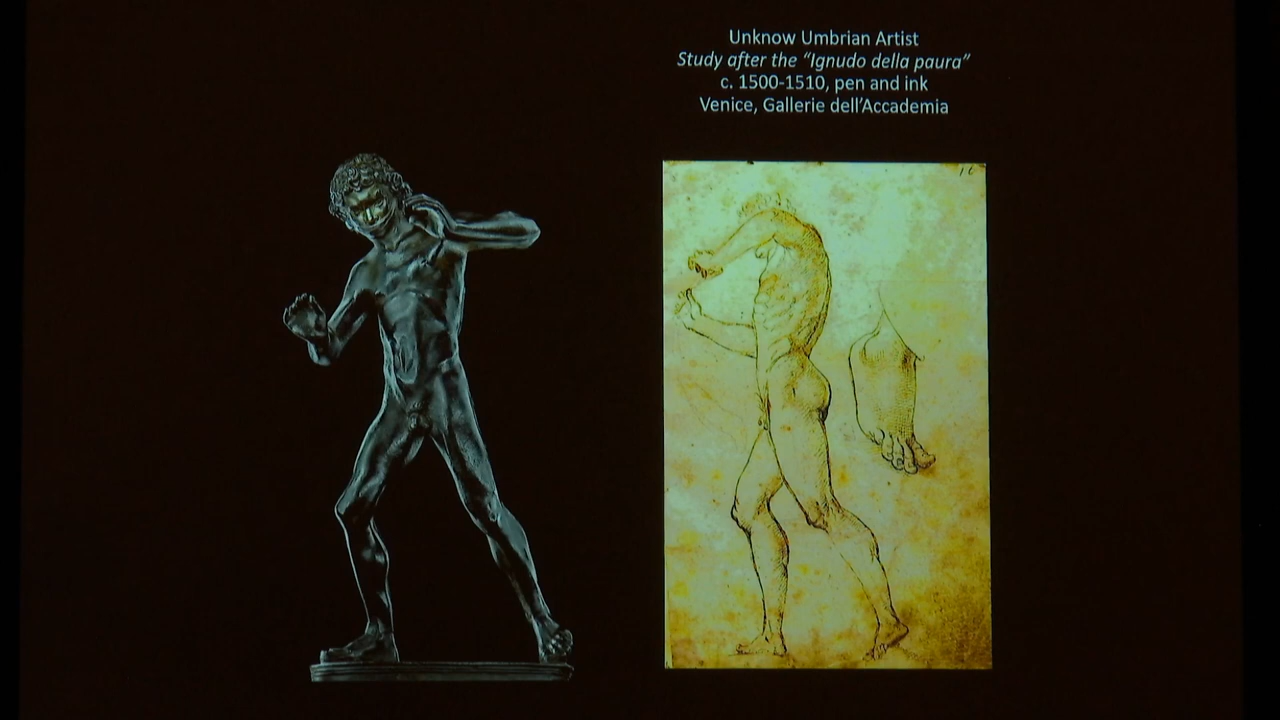 Unknow Umbrian Artist
Study after the “Ignudo della paura”
c. 1500-1510, pen and ink
Venice, Gallerie dell’Accademia